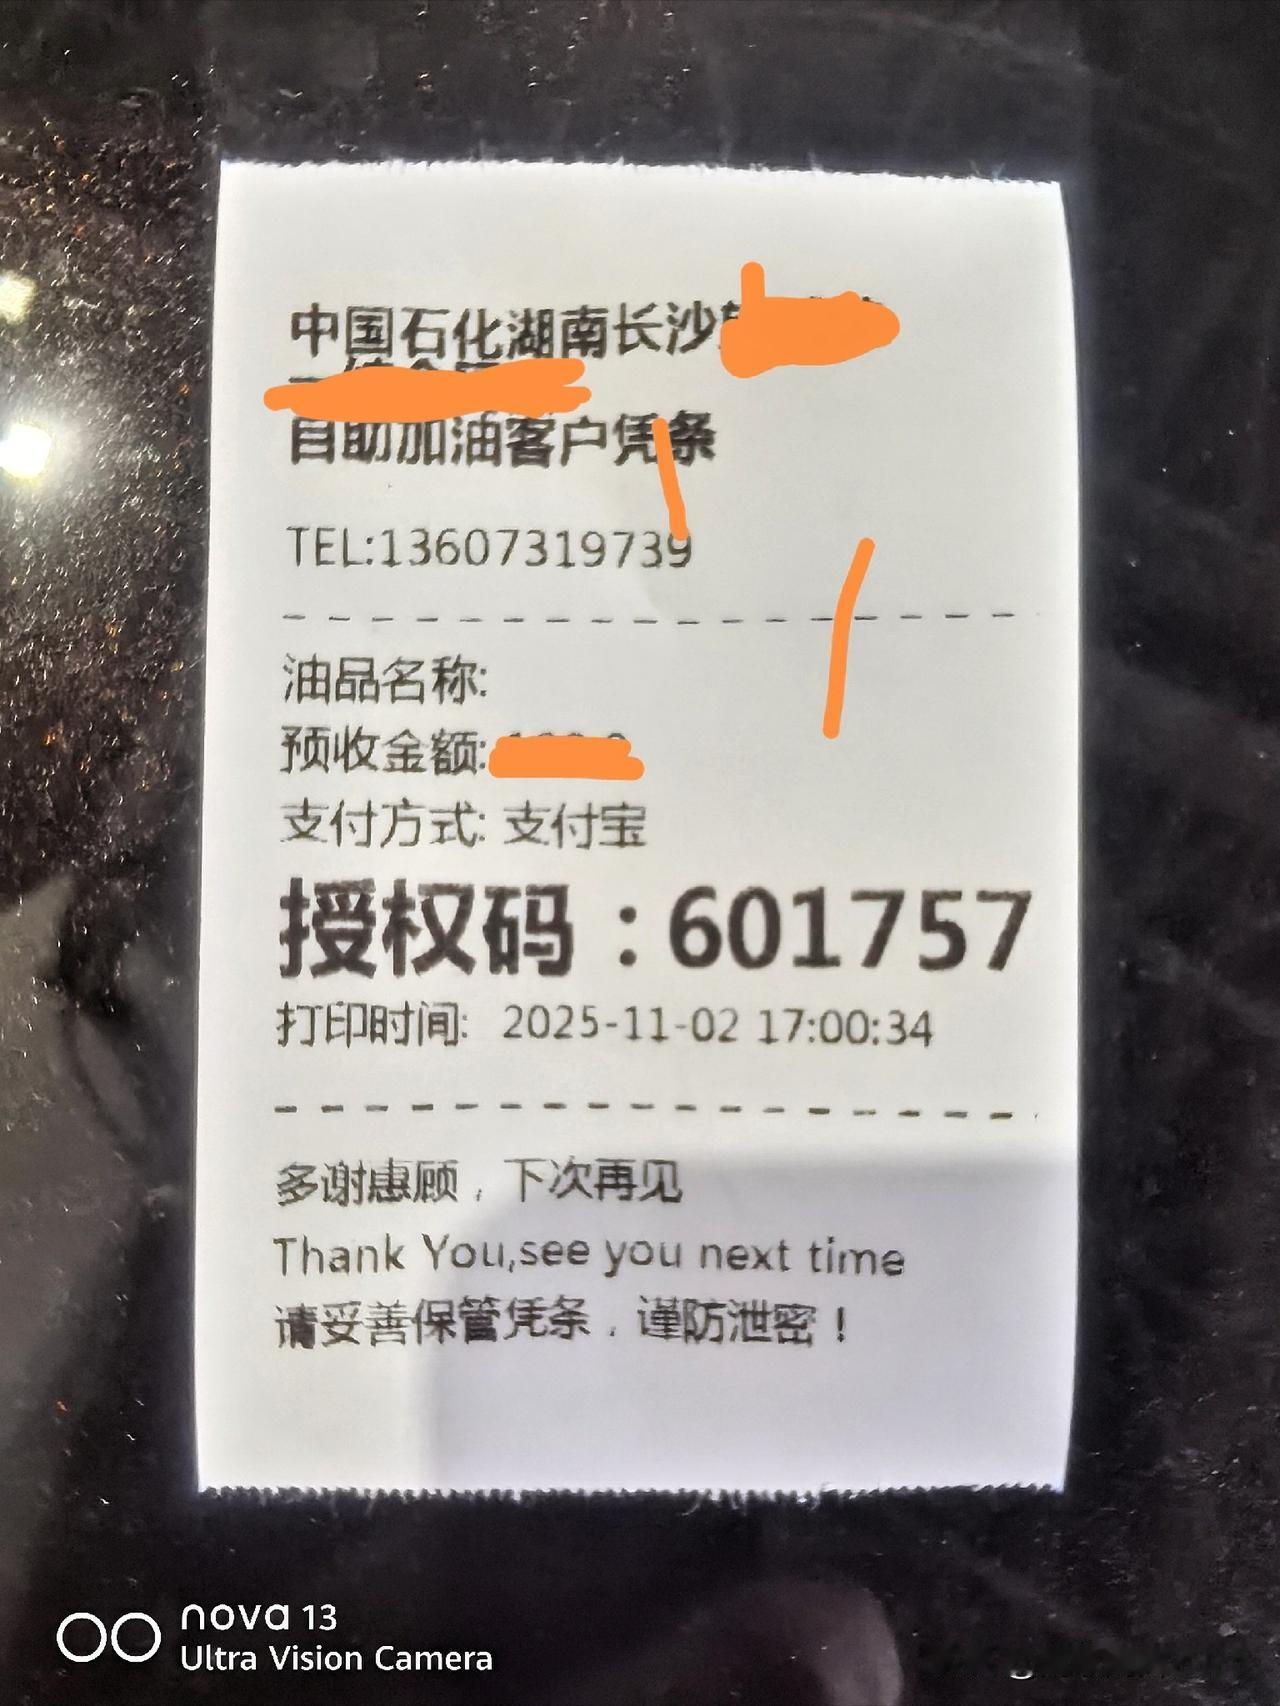 中国石化湖南长沙
自助加油客户凭条
TEL:13607319739
油品名称:
预收金额:
支付方式: 支付宝
授权码：601757
打印时间: 2025-11-02 17:00:34
多谢惠顾，下次再见
Thank You,see you next time
请妥善保管凭条，谨防泄密！
nova 13
Ultra Vision Camera